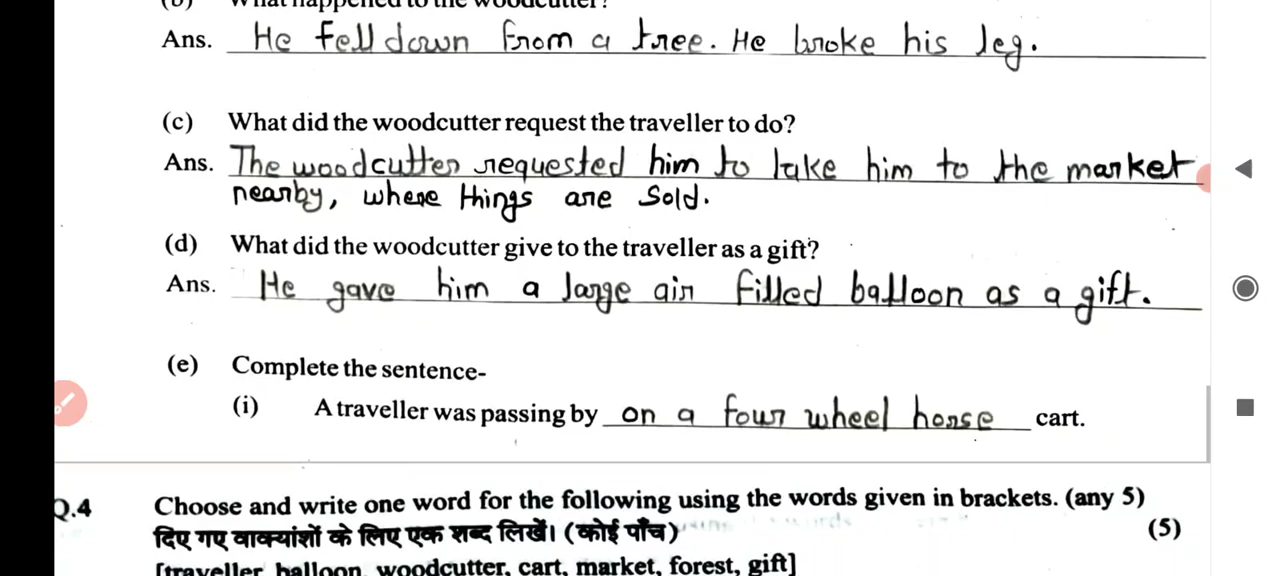 (b) What happened to the woodcutter?
Ans. He fell down from a tree. He broke his leg.
(c) What did the woodcutter request the traveller to do?
Ans. The woodcutter requested him to take him to the market
nearby, where things are sold.
(d) What did the woodcutter give to the traveller as a gift?
Ans. He gave him a large air filled balloon as a gift.
(e) Complete the sentence-
(i) A traveller was passing by on a four wheel horse cart.
Q.4 Choose and write one word for the following using the words given in brackets. (any 5)
दिए गए वाक्यांशों के लिए एक शब्द लिखें। (कोई पाँच) (5)
[traveller, balloon, woodcutter, cart, market, forest, gift]